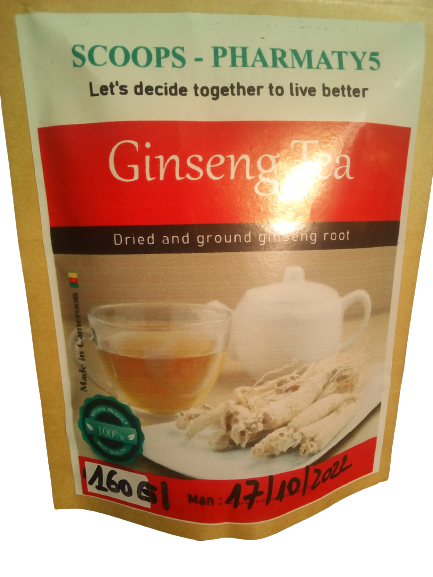 SCOOPS - PHARMATY5
Let's decide together to live better
Ginseng Tea
Dried and ground ginseng root
Made in Cameroon
100%
160 G
Man : 17/10/2022